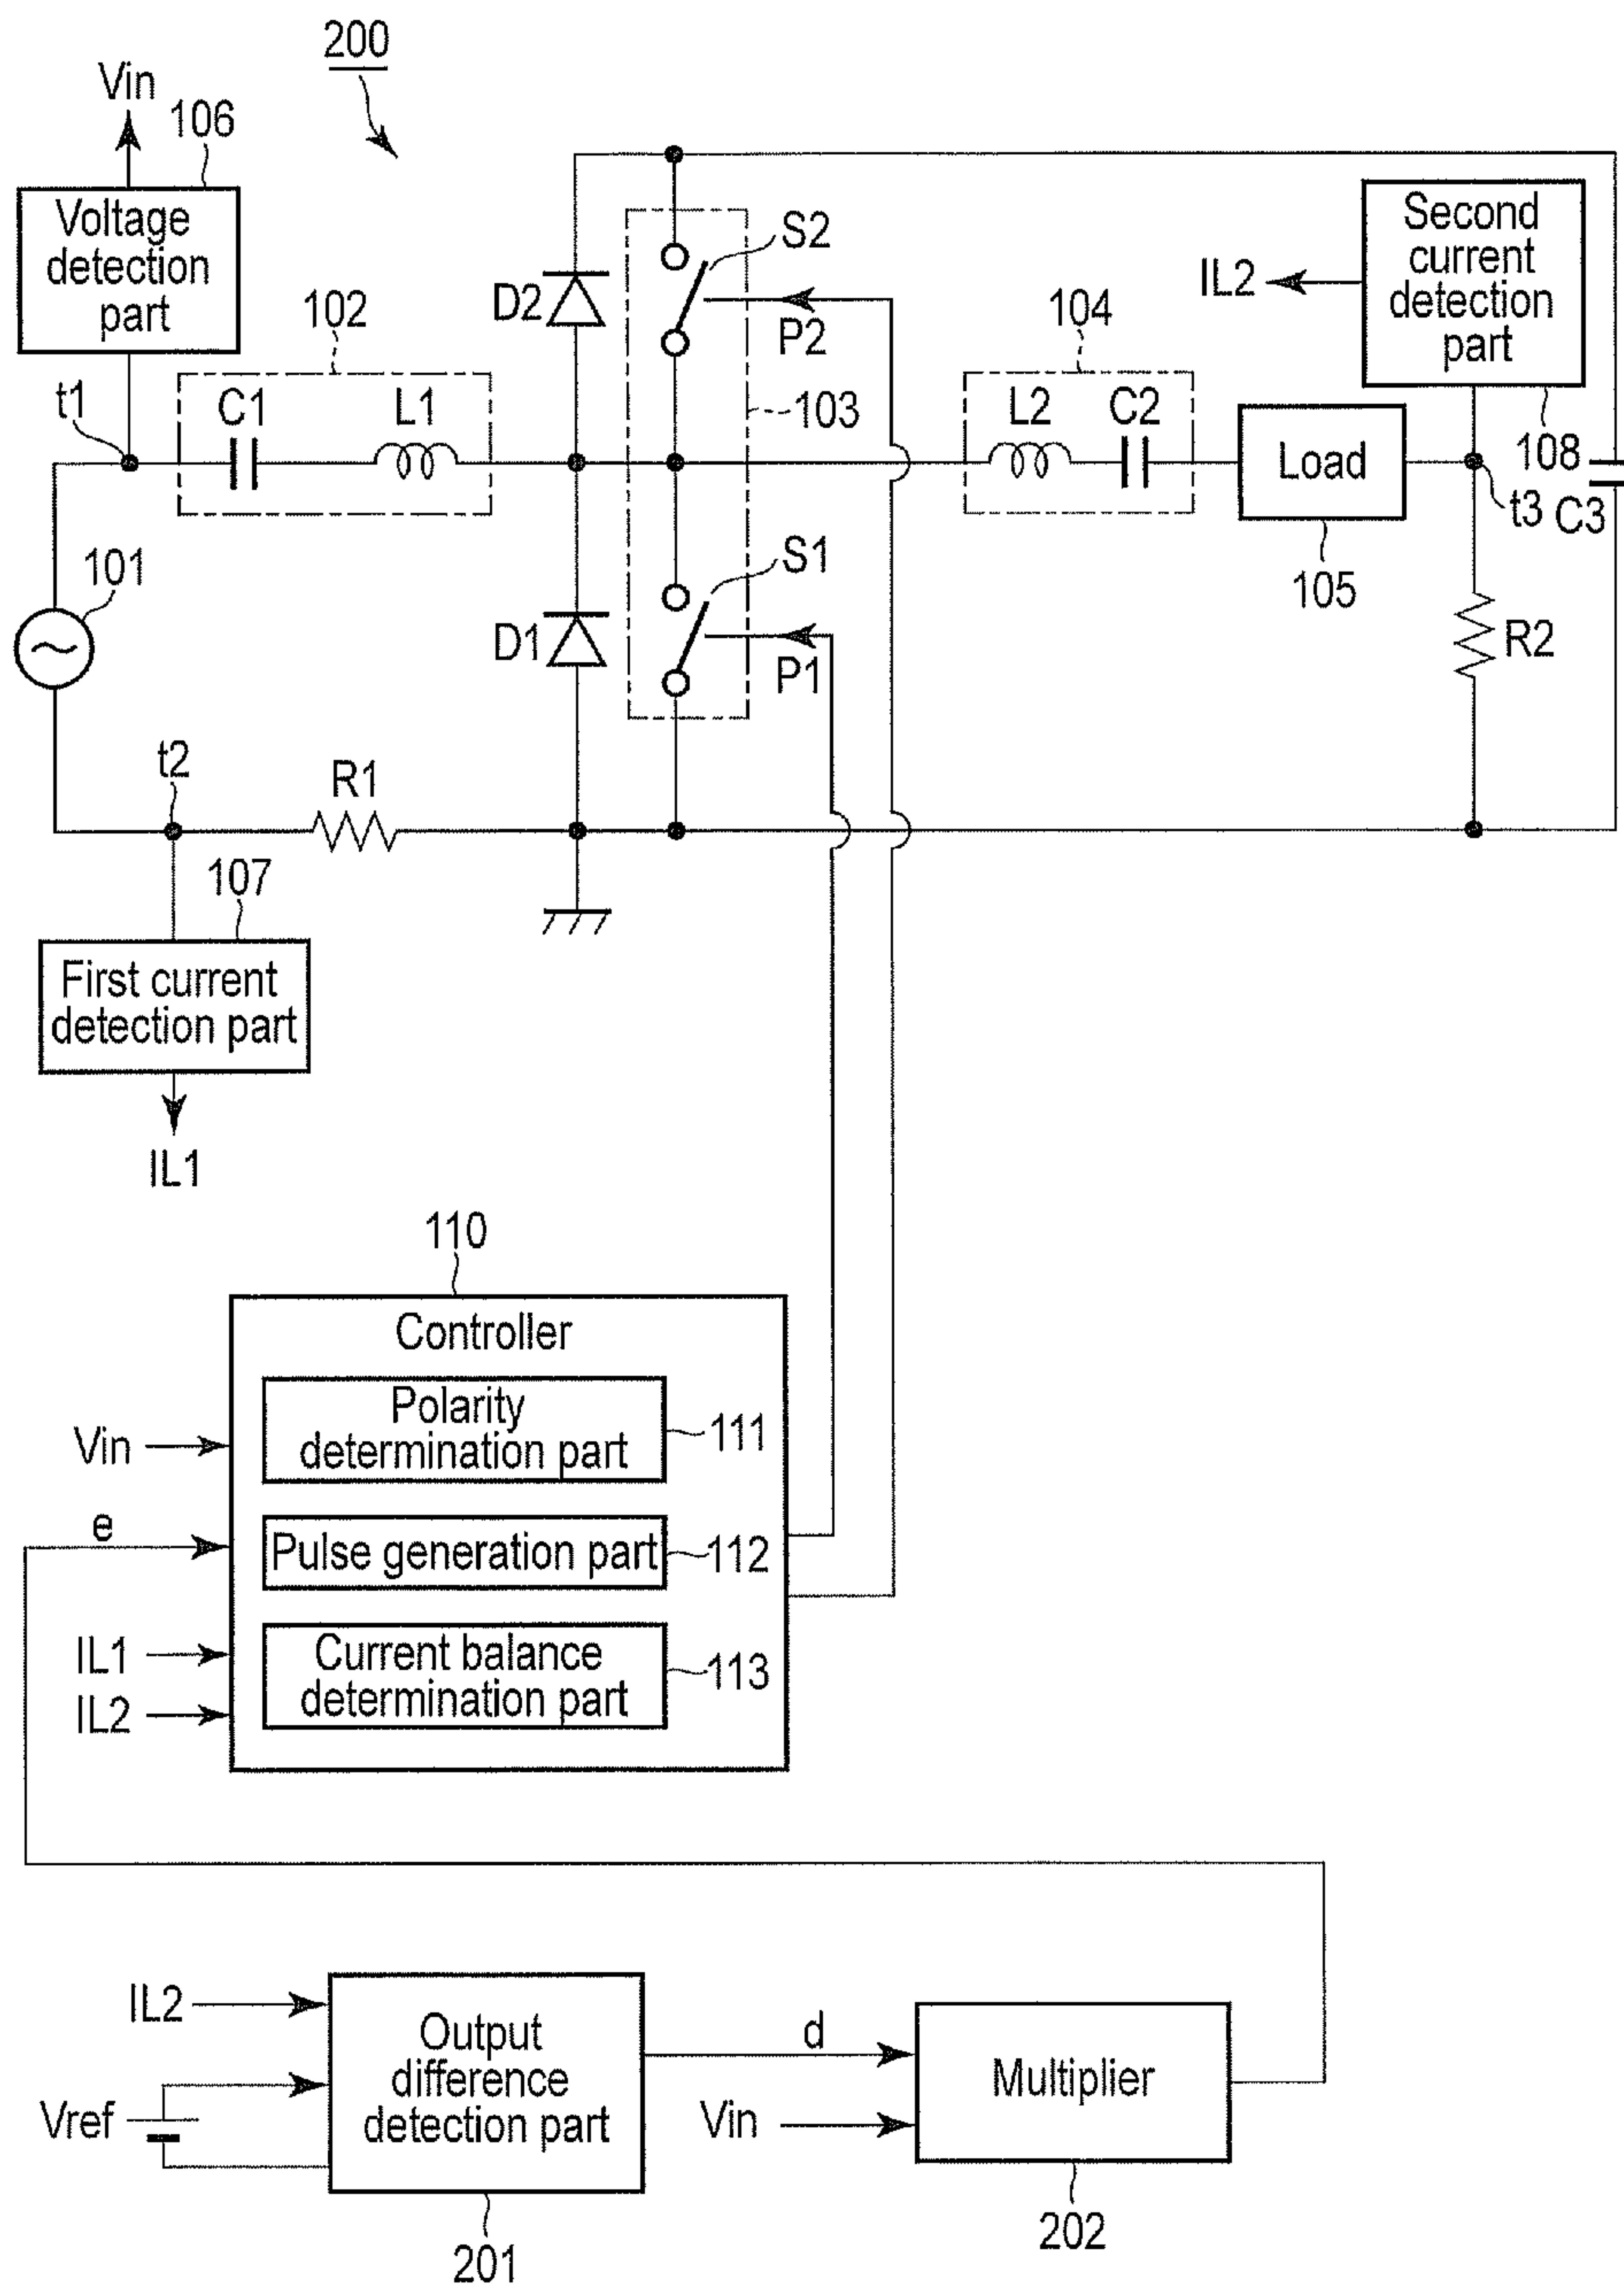 200
Vin
106
Voltage
detection
part
S2
Second
current
detection
part
IL2
102
D2
P2
104
t1
C1
L1
103
L2
C2
Load
108
t3
C3
101
S1
105
D1
P1
R2
t2
R1
107
First current
detection part
IL1
110
Controller
Polarity
determination part
111
Vin
e
Pulse generation part
112
IL1
Current balance
determination part
113
IL2
IL2
Output
difference
detection part
d
Multiplier
Vref
Vin
201
202